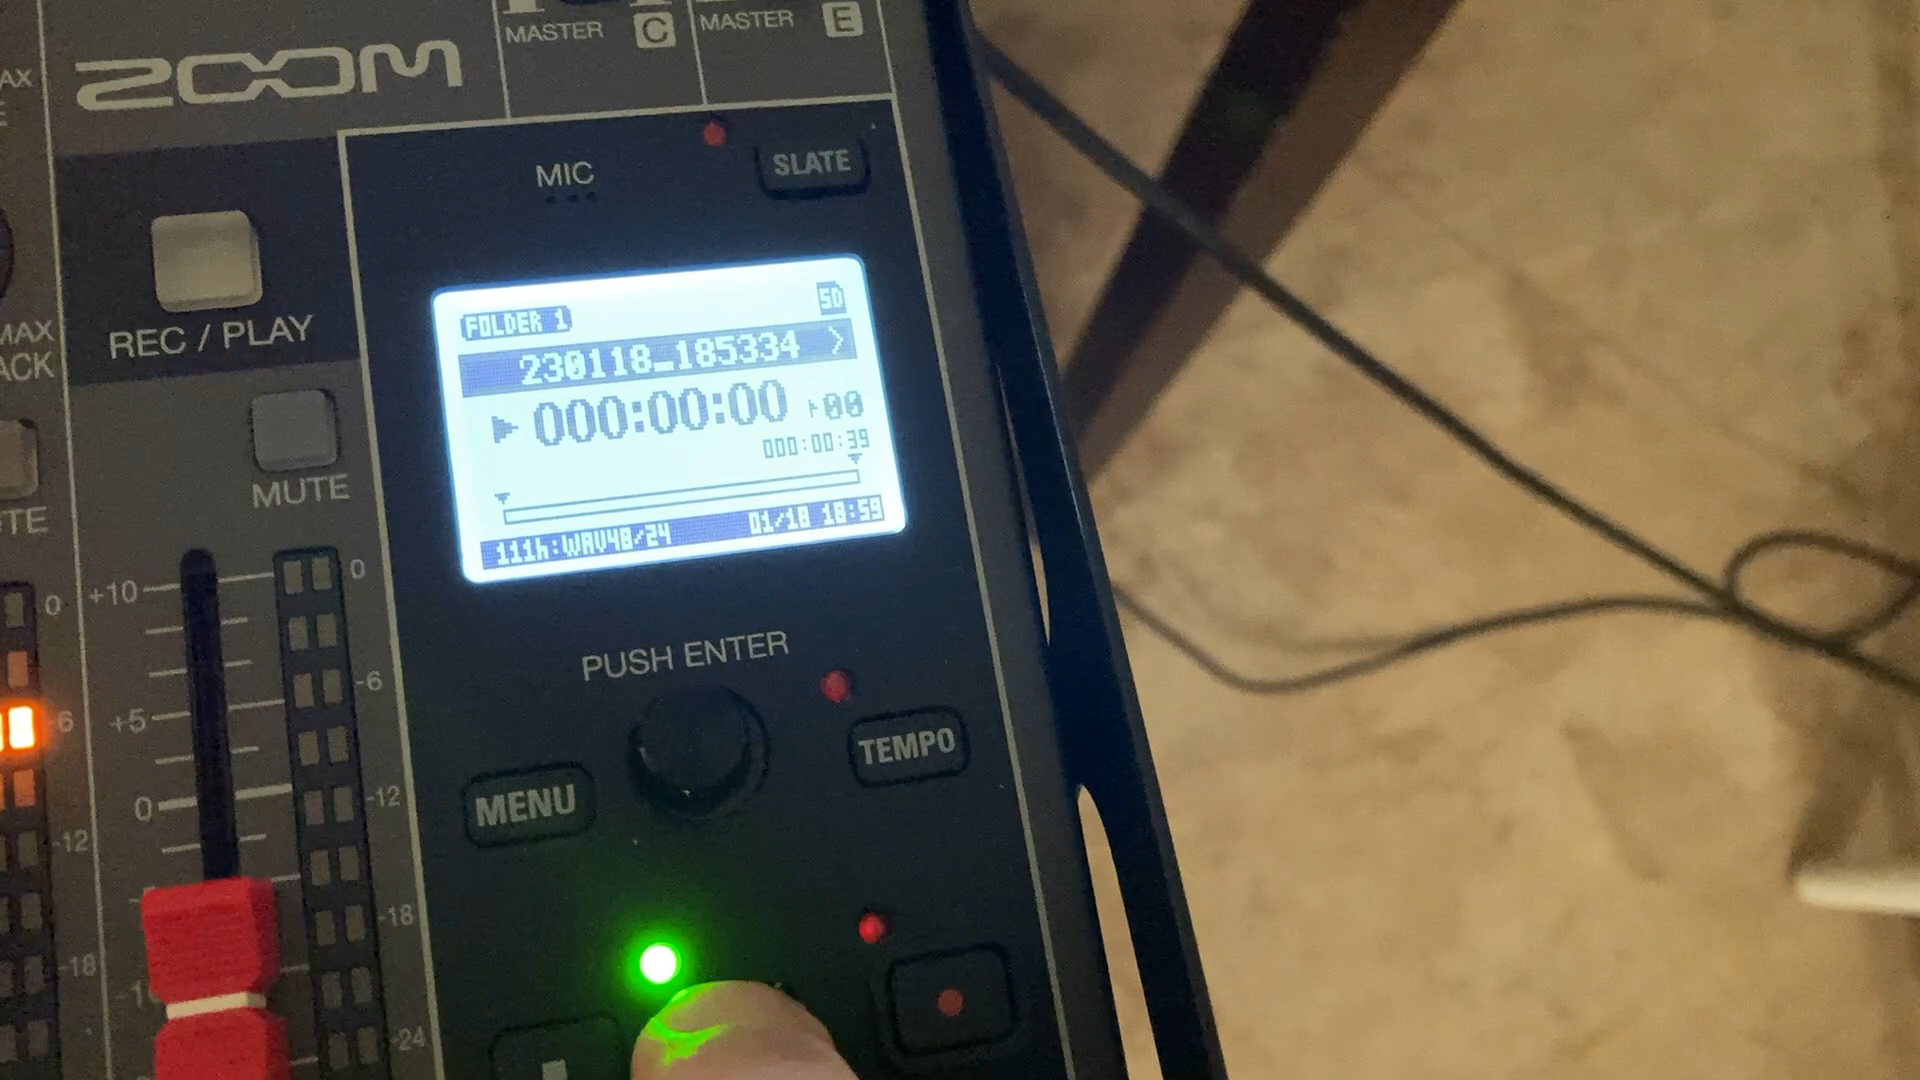 MASTER C
MASTER E
ZOOM
MIC
SLATE
REC / PLAY
FOLDER 1
SD
230118_185334 >
000:00:00
00
000:00:39
111h:WAV48/24
01/18 18:59
MAX
ACK
MUTE
PUSH ENTER
TEMPO
MENU
+10
+5
0
0
-6
-12
-18
-24
0
-6
-12
-18